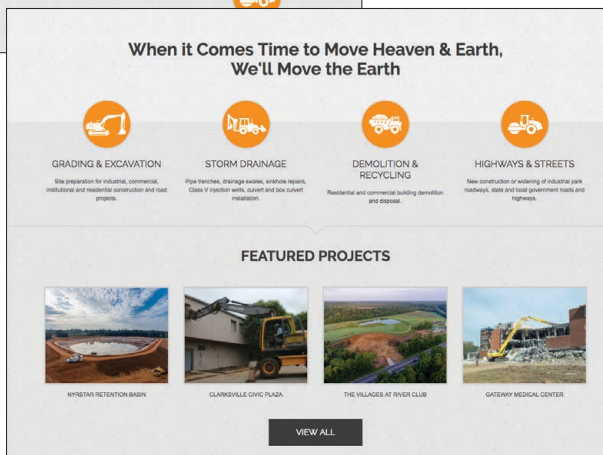 When it Comes Time to Move Heaven & Earth,
We'll Move the Earth
GRADING & EXCAVATION
Site preparation for industrial, commercial,
institutional and residential construction and road
projects.
STORM DRAINAGE
Pipe trenches, drainage swales, sinkhole repairs,
Class V injection wells, culvert and box culvert
installation.
DEMOLITION &
RECYCLING
Residential and commercial building demolition
and disposal.
HIGHWAYS & STREETS
New construction or widening of industrial park
roadways, state and local government roads and
highways.
FEATURED PROJECTS
NYRSTAR RETENTION BASIN
CLARKSVILLE CIVIC PLAZA
THE VILLAGES AT RIVER CLUB
GATEWAY MEDICAL CENTER
VIEW ALL